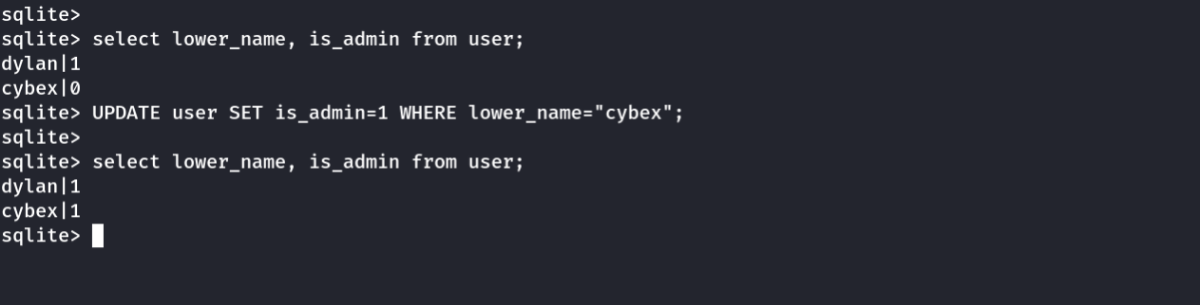 sqlite>
sqlite> select lower_name, is_admin from user;
dylan|1
cybex|0
sqlite> UPDATE user SET is_admin=1 WHERE lower_name="cybex";
sqlite>
sqlite> select lower_name, is_admin from user;
dylan|1
cybex|1
sqlite>